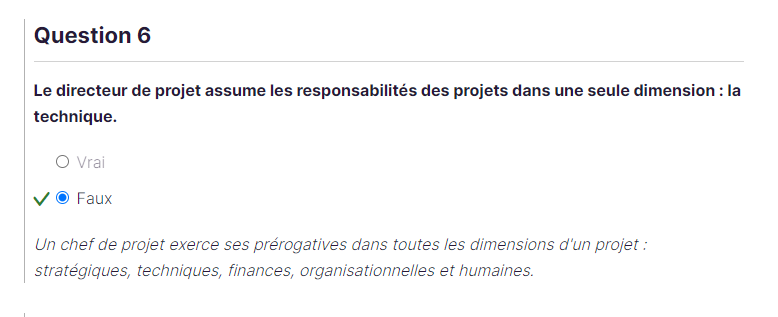 Question 6
Le directeur de projet assume les responsabilités des projets dans une seule dimension : la
technique.
Vrai
Faux
Un chef de projet exerce ses prérogatives dans toutes les dimensions d'un projet :
stratégiques, techniques, finances, organisationnelles et humaines.